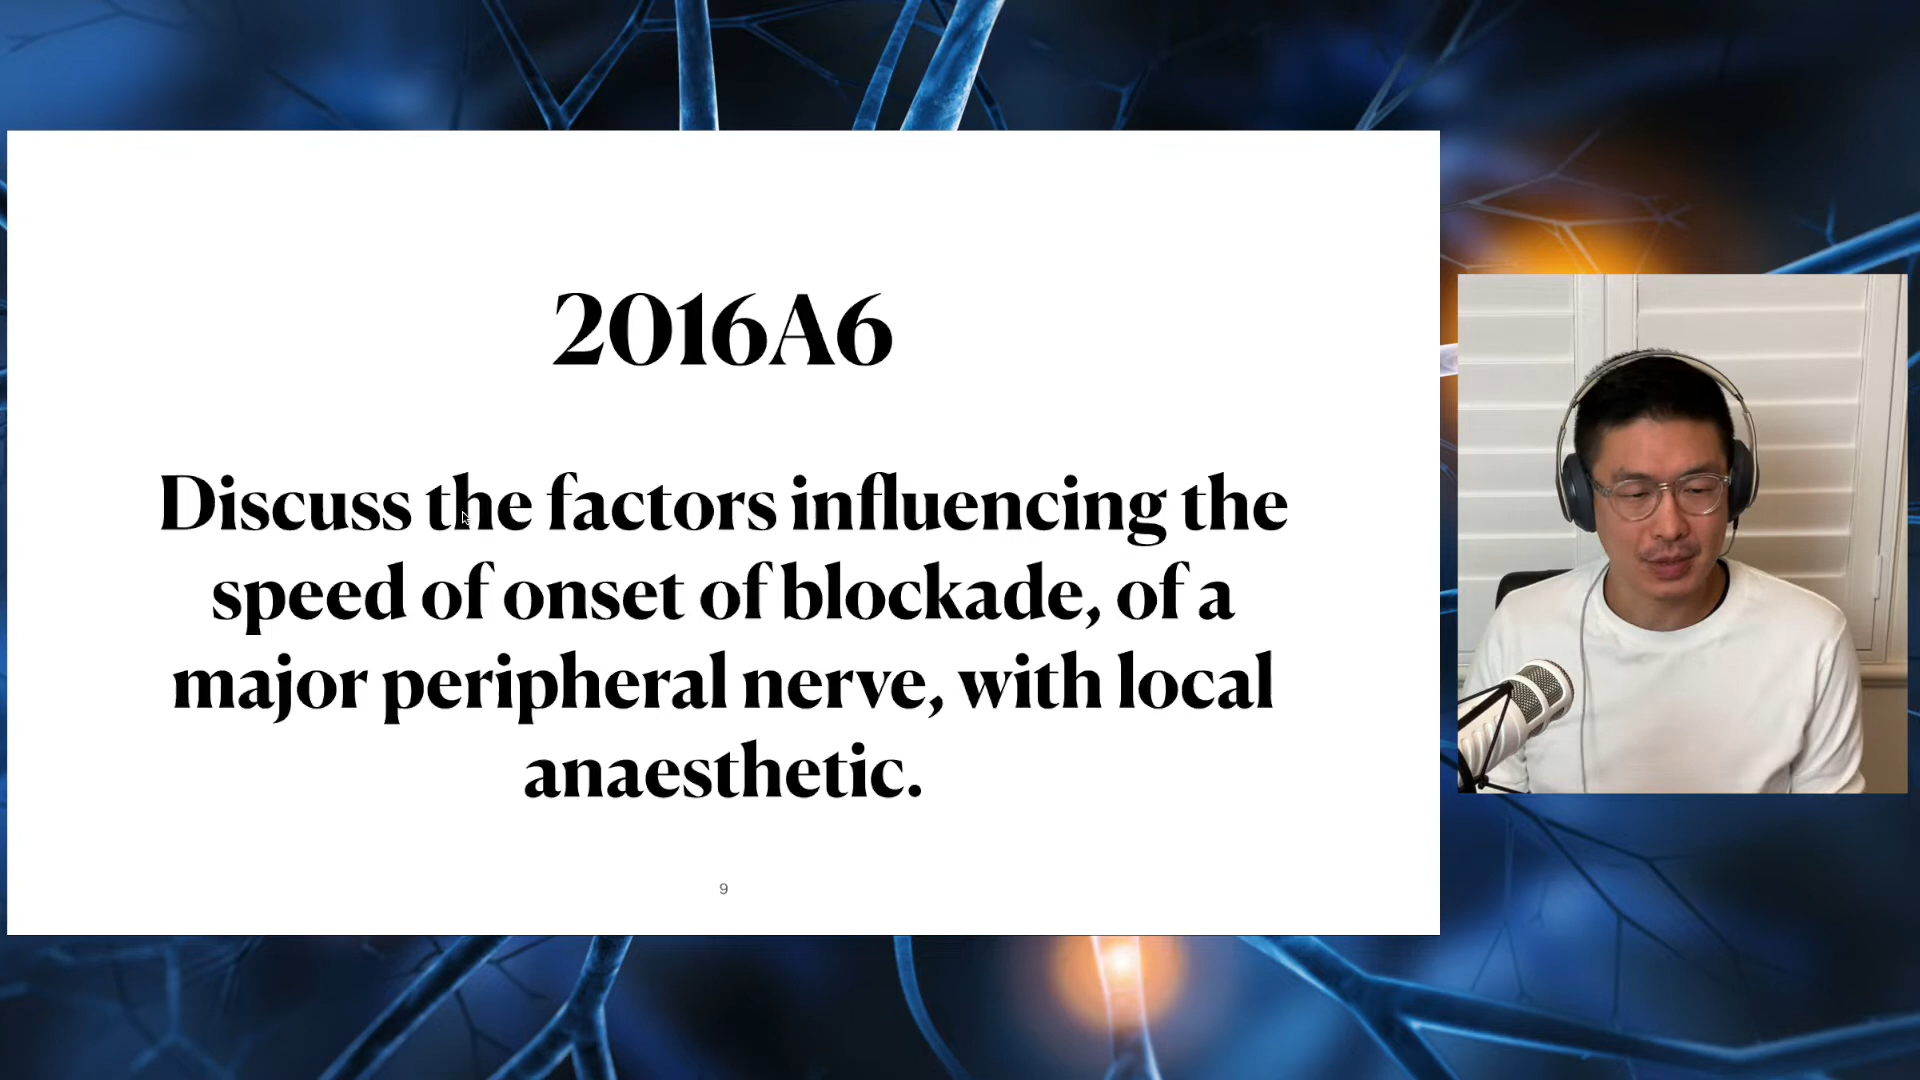 2016A6
Discuss the factors influencing the
speed of onset of blockade, of a
major peripheral nerve, with local
anaesthetic.
9